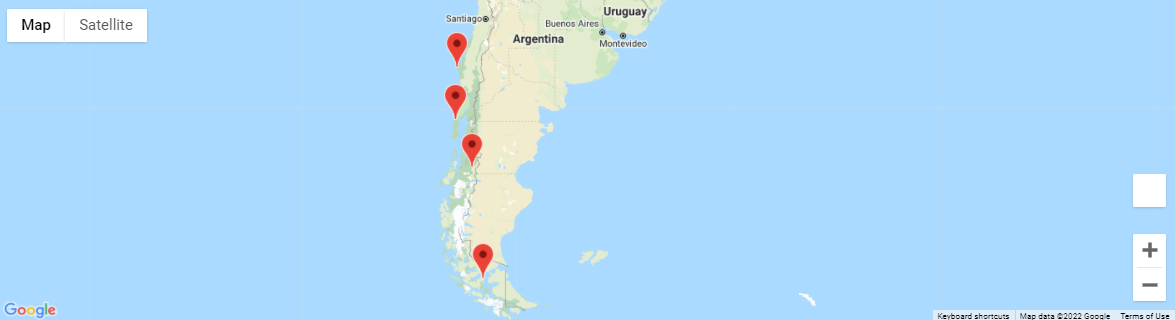 Map
Satellite
Santiago
Uruguay
Buenos Aires
Argentina
Montevideo
Google
Keyboard shortcuts
Map data ©2022 Google
Terms of Use